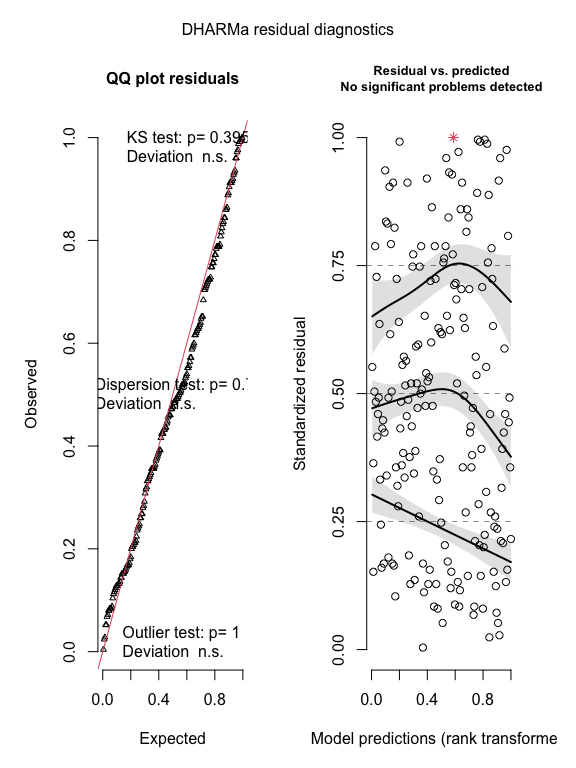 DHARMa residual diagnostics
QQ plot residuals
KS test: p= 0.395
Deviation n.s.
Dispersion test: p= 0.
Deviation n.s.
Outlier test: p= 1
Deviation n.s.
Observed
0.0
0.2
0.4
0.6
0.8
1.0
0.0
0.4
0.8
Expected
Residual vs. predicted
No significant problems detected
Standardized residual
0.00
0.25
0.50
0.75
1.00
0.0
0.4
0.8
Model predictions (rank transforme